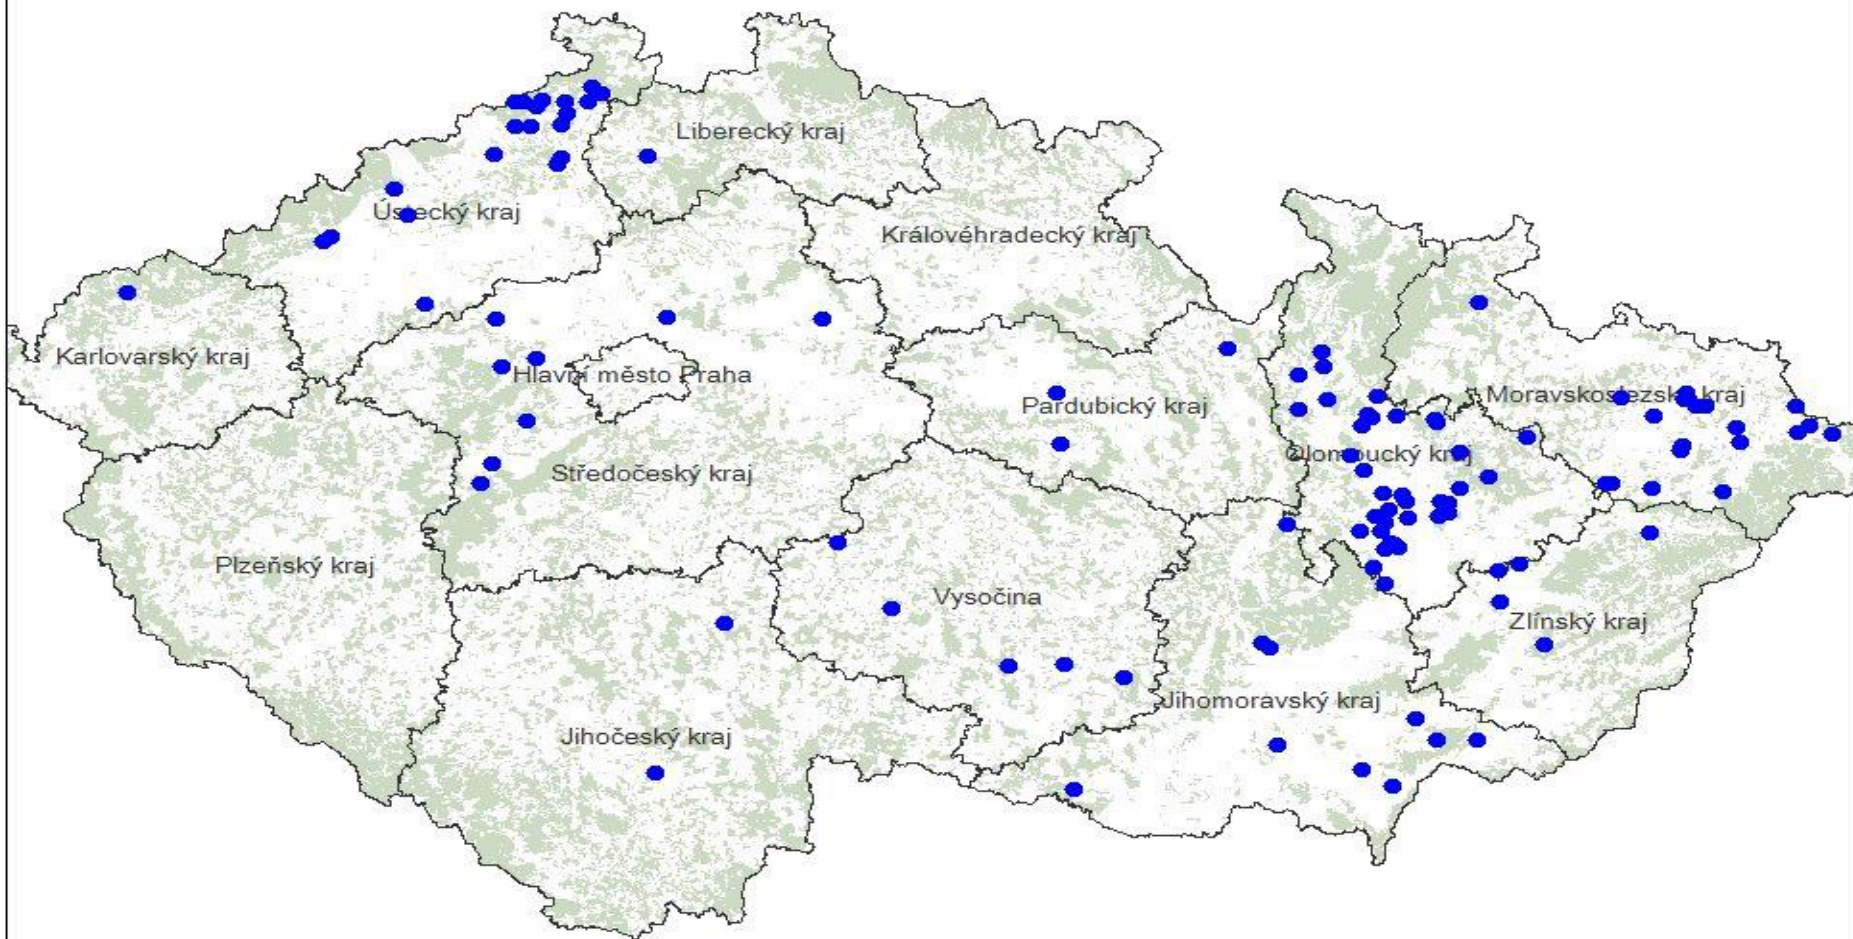 Liberecký kraj
Ústecký kraj
Královéhradecký kraj
Karlovarský kraj
Hlavní město Praha
Moravskoslezský kraj
Pardubický kraj
Olomoucký kraj
Středočeský kraj
Plzeňský kraj
Vysočina
Zlínský kraj
Jihomoravský kraj
Jihočeský kraj